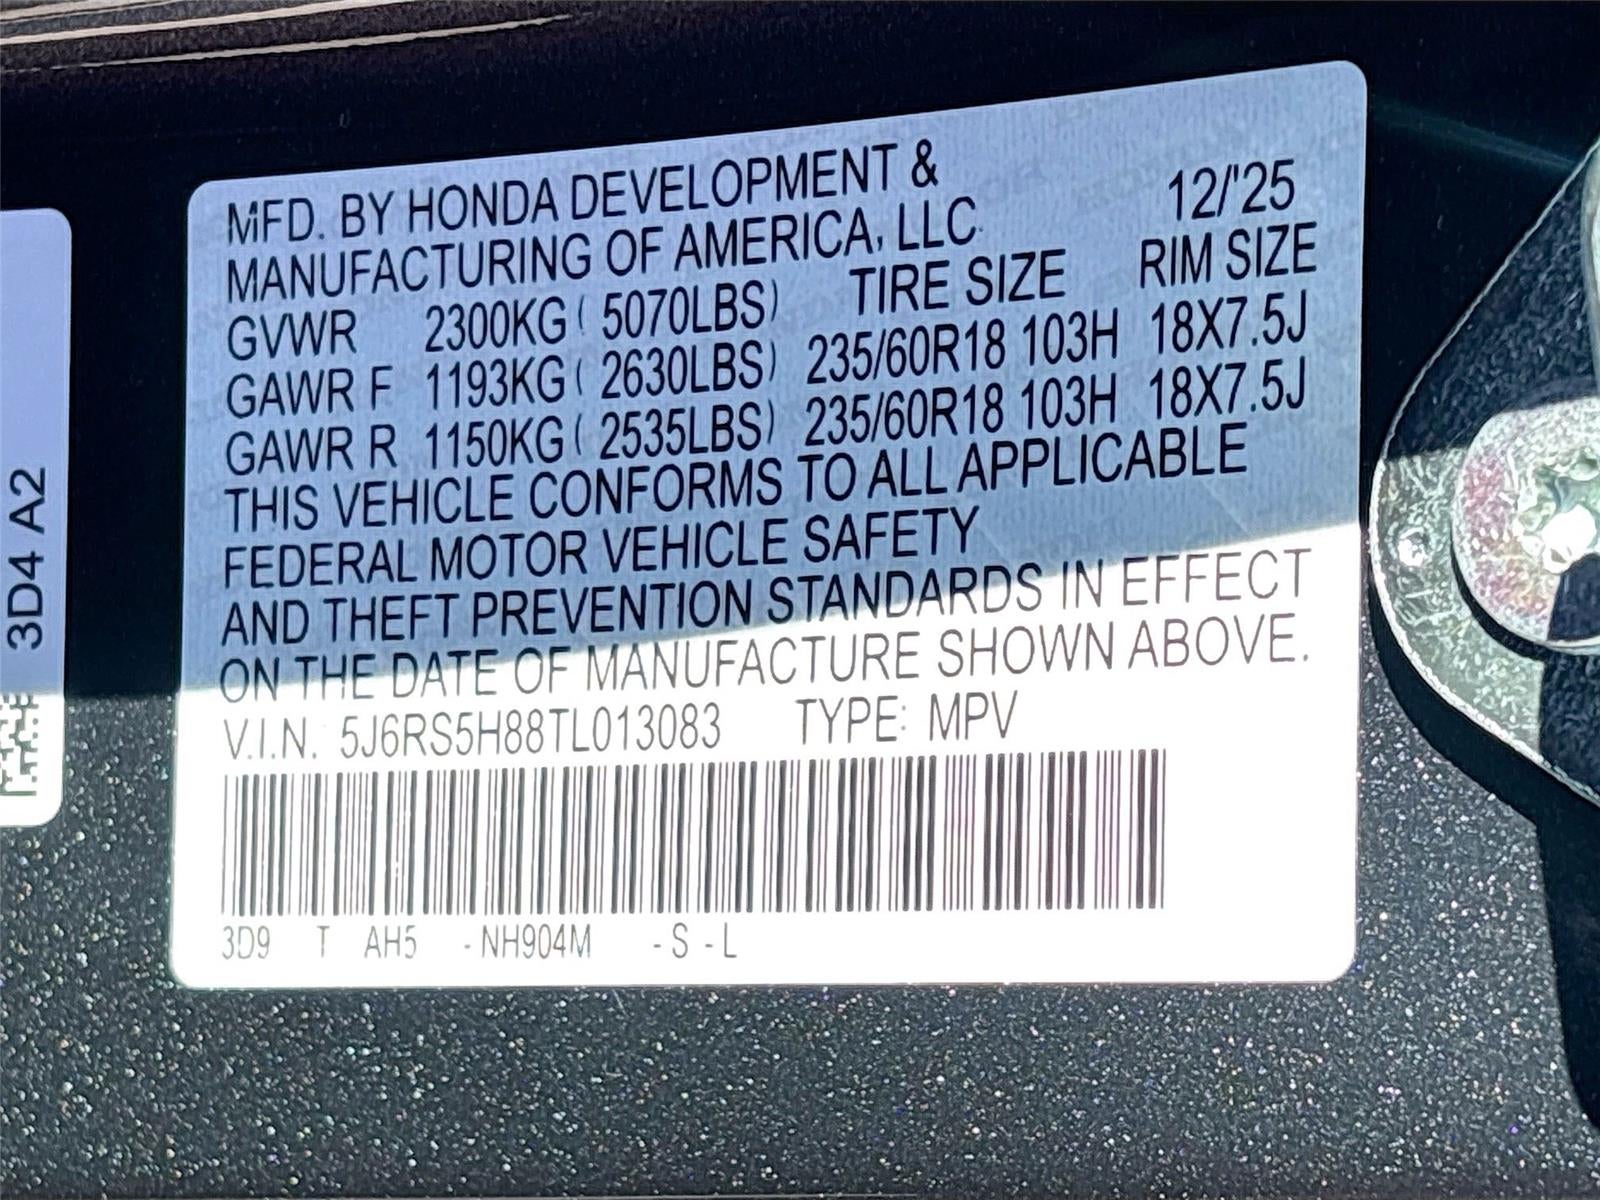 MFD. BY HONDA DEVELOPMENT &
MANUFACTURING OF AMERICA, LLC. 12/'25
GVWR 2300KG ( 5070LBS) TIRE SIZE RIM SIZE
GAWR F 1193KG ( 2630LBS) 235/60R18 103H 18X7.5J
GAWR R 1150KG ( 2535LBS) 235/60R18 103H 18X7.5J
THIS VEHICLE CONFORMS TO ALL APPLICABLE
FEDERAL MOTOR VEHICLE SAFETY
AND THEFT PREVENTION STANDARDS IN EFFECT
ON THE DATE OF MANUFACTURE SHOWN ABOVE.
V.I.N. 5J6RS5H88TL013083 TYPE: MPV
3D9 T AH5 -NH904M -S -L
3D4 A2